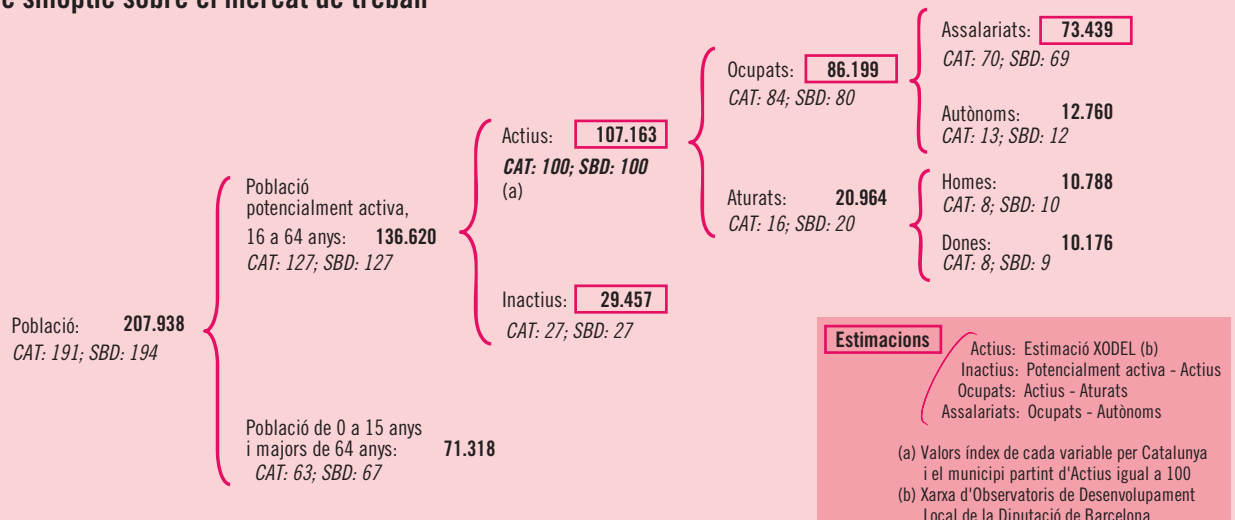 sinòptic sobre el mercat de treball
Població: 207.938
CAT: 191; SBD: 194
Població
potencialment activa,
16 a 64 anys: 136.620
CAT: 127; SBD: 127
Població de 0 a 15 anys
i majors de 64 anys: 71.318
CAT: 63; SBD: 67
Actius: 107.163
CAT: 100; SBD: 100
(a)
Inactius: 29.457
CAT: 27; SBD: 27
Ocupats: 86.199
CAT: 84; SBD: 80
Aturats: 20.964
CAT: 16; SBD: 20
Assalariats: 73.439
CAT: 70; SBD: 69
Autònoms: 12.760
CAT: 13; SBD: 12
Homes: 10.788
CAT: 8; SBD: 10
Dones: 10.176
CAT: 8; SBD: 9
Estimacions
Actius: Estimació XODEL (b)
Inactius: Potencialment activa - Actius
Ocupats: Actius - Aturats
Assalariats: Ocupats - Autònoms
(a) Valors índex de cada variable per Catalunya
i el municipi partint d'Actius igual a 100
(b) Xarxa d'Observatoris de Desenvolupament
Local de la Diputació de Barcelona